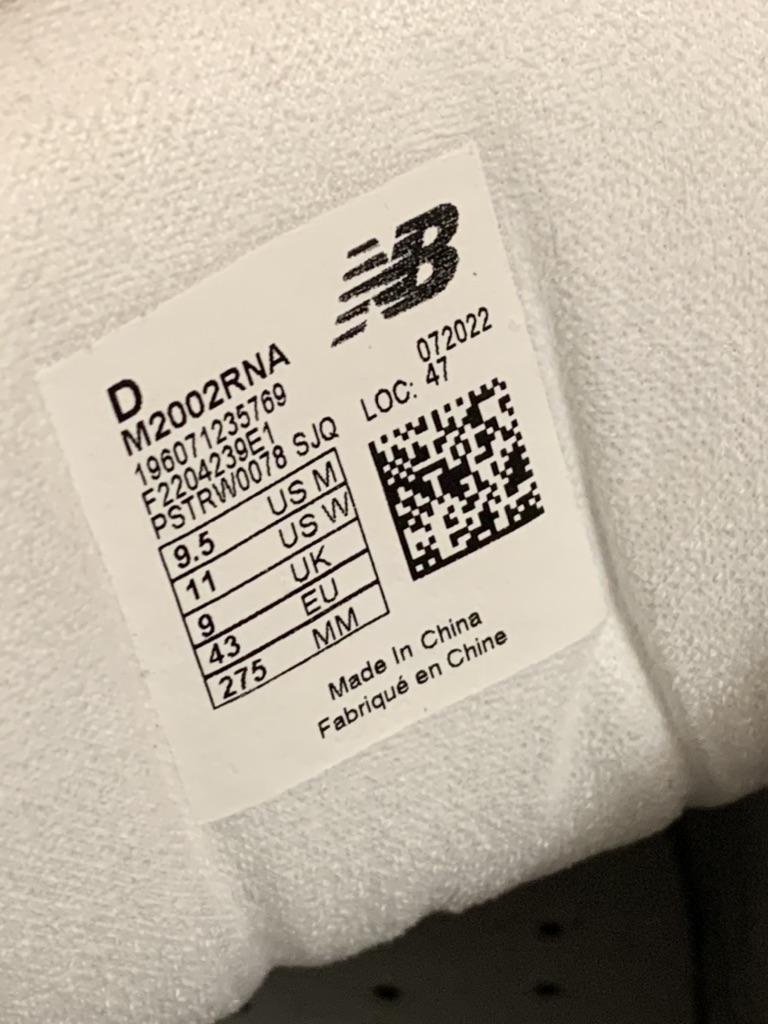 NB
D
M2002RNA
196071235769
F2204239E1
PSTRW0078 SJQ
072022
LOC: 47
9.5 US M
11 US W
9 UK
43 EU
275 MM
Made In China
Fabriqué en Chine